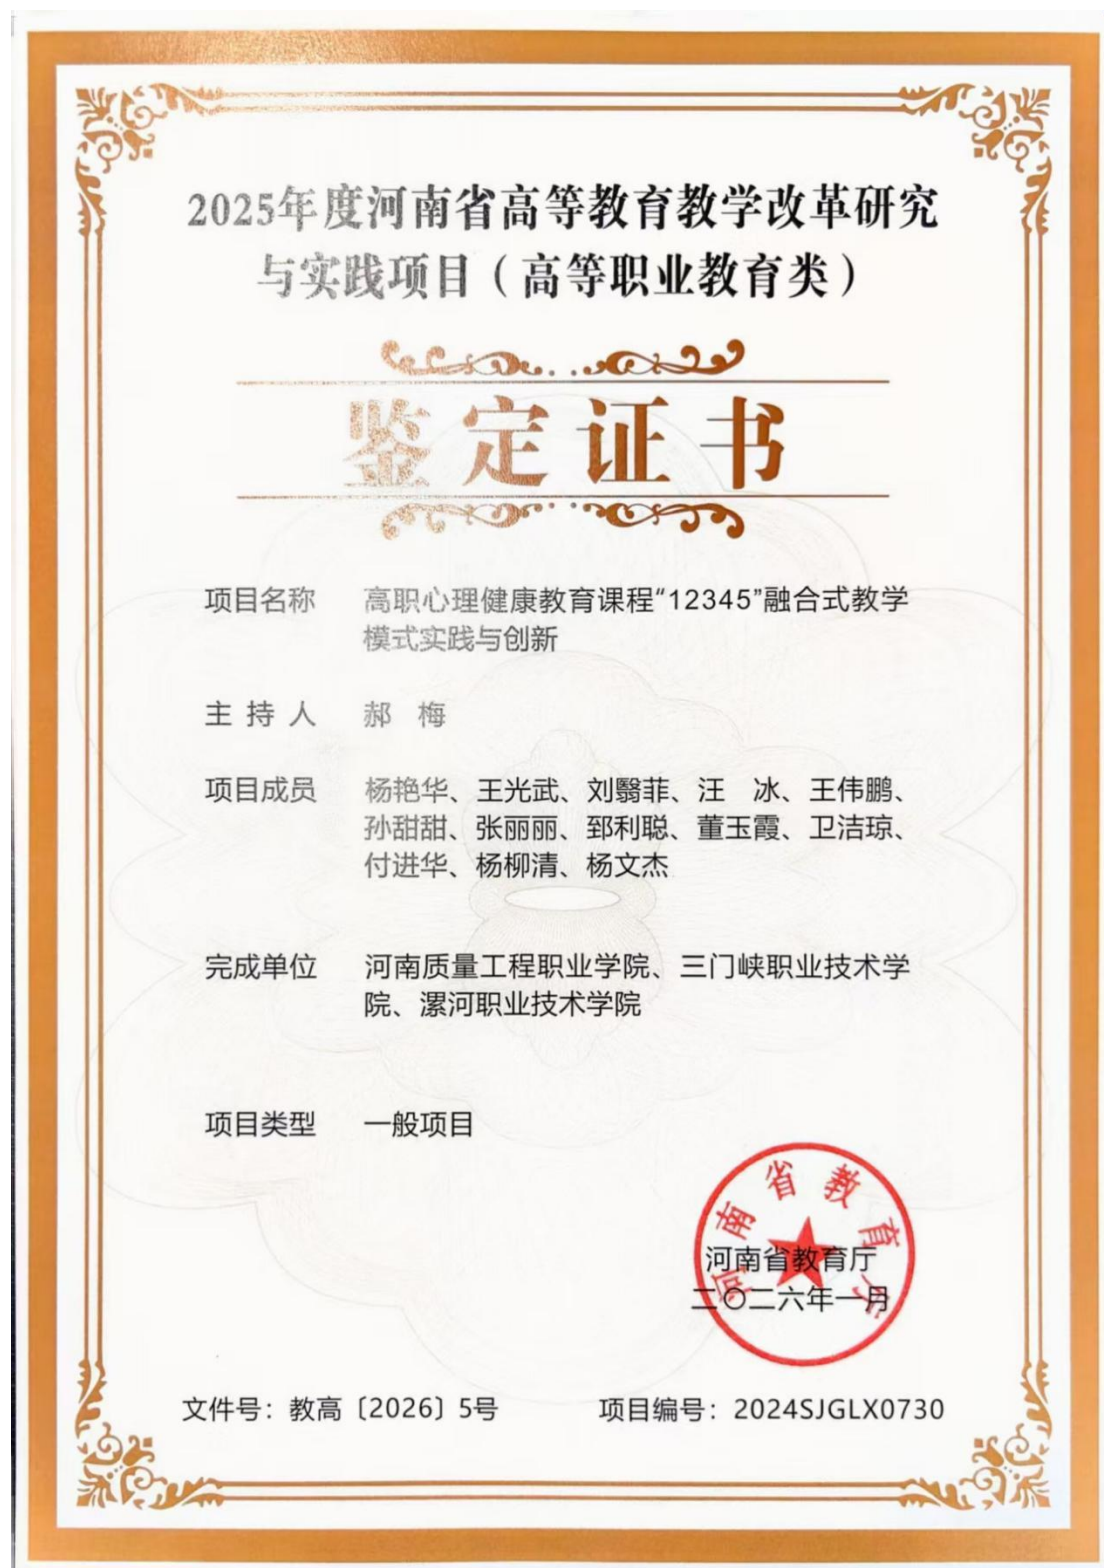 2025年度河南省高等教育教学改革研究
与实践项目（高等职业教育类）
鉴定证书
项目名称 高职心理健康教育课程“12345”融合式教学
模式实践与创新
主持人 郝 梅
项目成员 杨艳华、王光武、刘翳菲、汪 冰、王伟鹏、
孙甜甜、张丽丽、郅利聪、董玉霞、卫洁琼、
付进华、杨柳清、杨文杰
完成单位 河南质量工程职业学院、三门峡职业技术学
院、漯河职业技术学院
项目类型 一般项目
河南省教育厅
河南省教育厅
二〇二六年一月
文件号：教高〔2026〕5号 项目编号：2024SJGLX0730